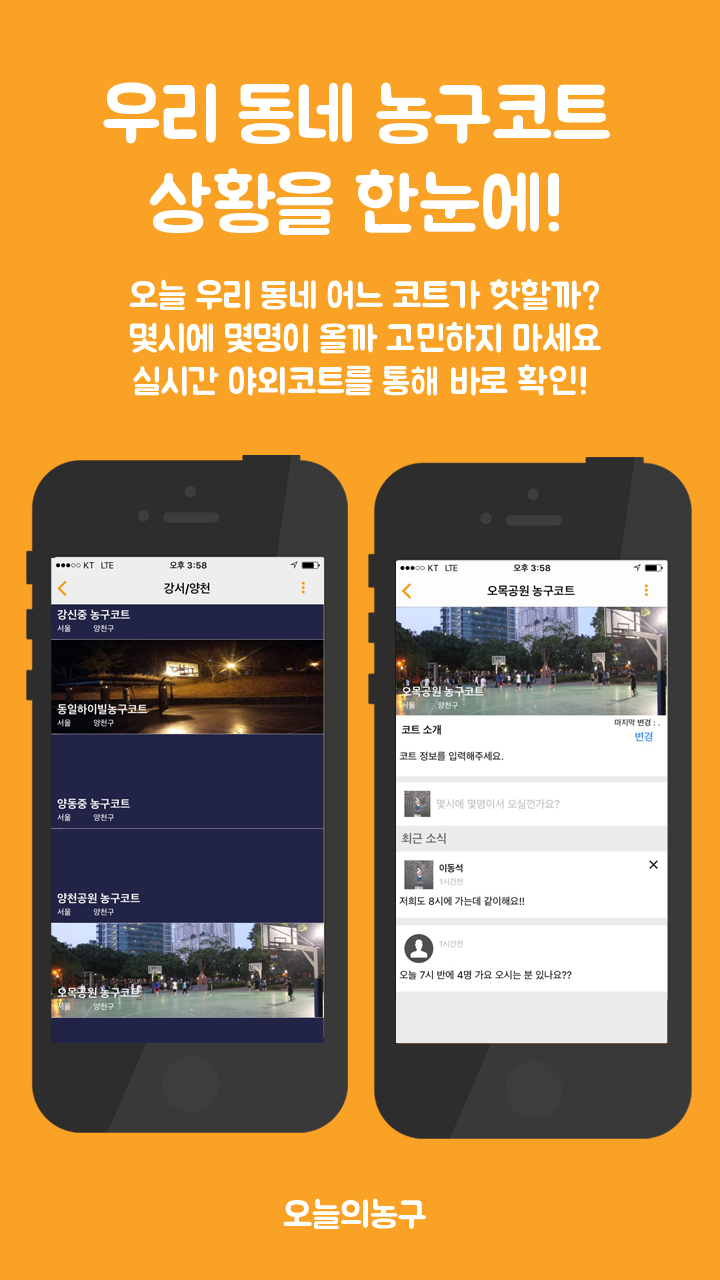 우리 동네 농구코트
상황을 한눈에!
오늘 우리 동네 어느 코트가 핫할까?
몇시에 몇명이 올까 고민하지 마세요
실시간 야외코트를 통해 바로 확인!
KT LTE 오후 3:58
강서/양천
강신중 농구코트
서울 양천구
동일하이빌농구코트
서울 양천구
양동중 농구코트
서울 양천구
양천공원 농구코트
서울 양천구
오목공원 농구코트
서울 양천구
KT LTE 오후 3:58
오목공원 농구코트
오목공원 농구코트
서울 양천구
코트 소개
마지막 변경 : .
변경
코트 정보를 입력해주세요.
몇시에 몇명이서 오실껀가요?
최근 소식
이동석
1시간전
저희도 8시에 가는데 같이해요!!
1시간전
오늘 7시 반에 4명 가요 오시는 분 있나요??
오늘의농구